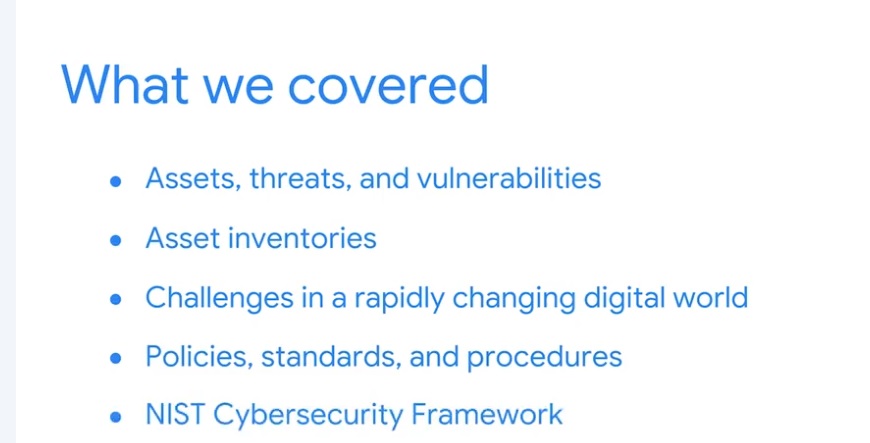 What we covered
• Assets, threats, and vulnerabilities
• Asset inventories
• Challenges in a rapidly changing digital world
• Policies, standards, and procedures
• NIST Cybersecurity Framework